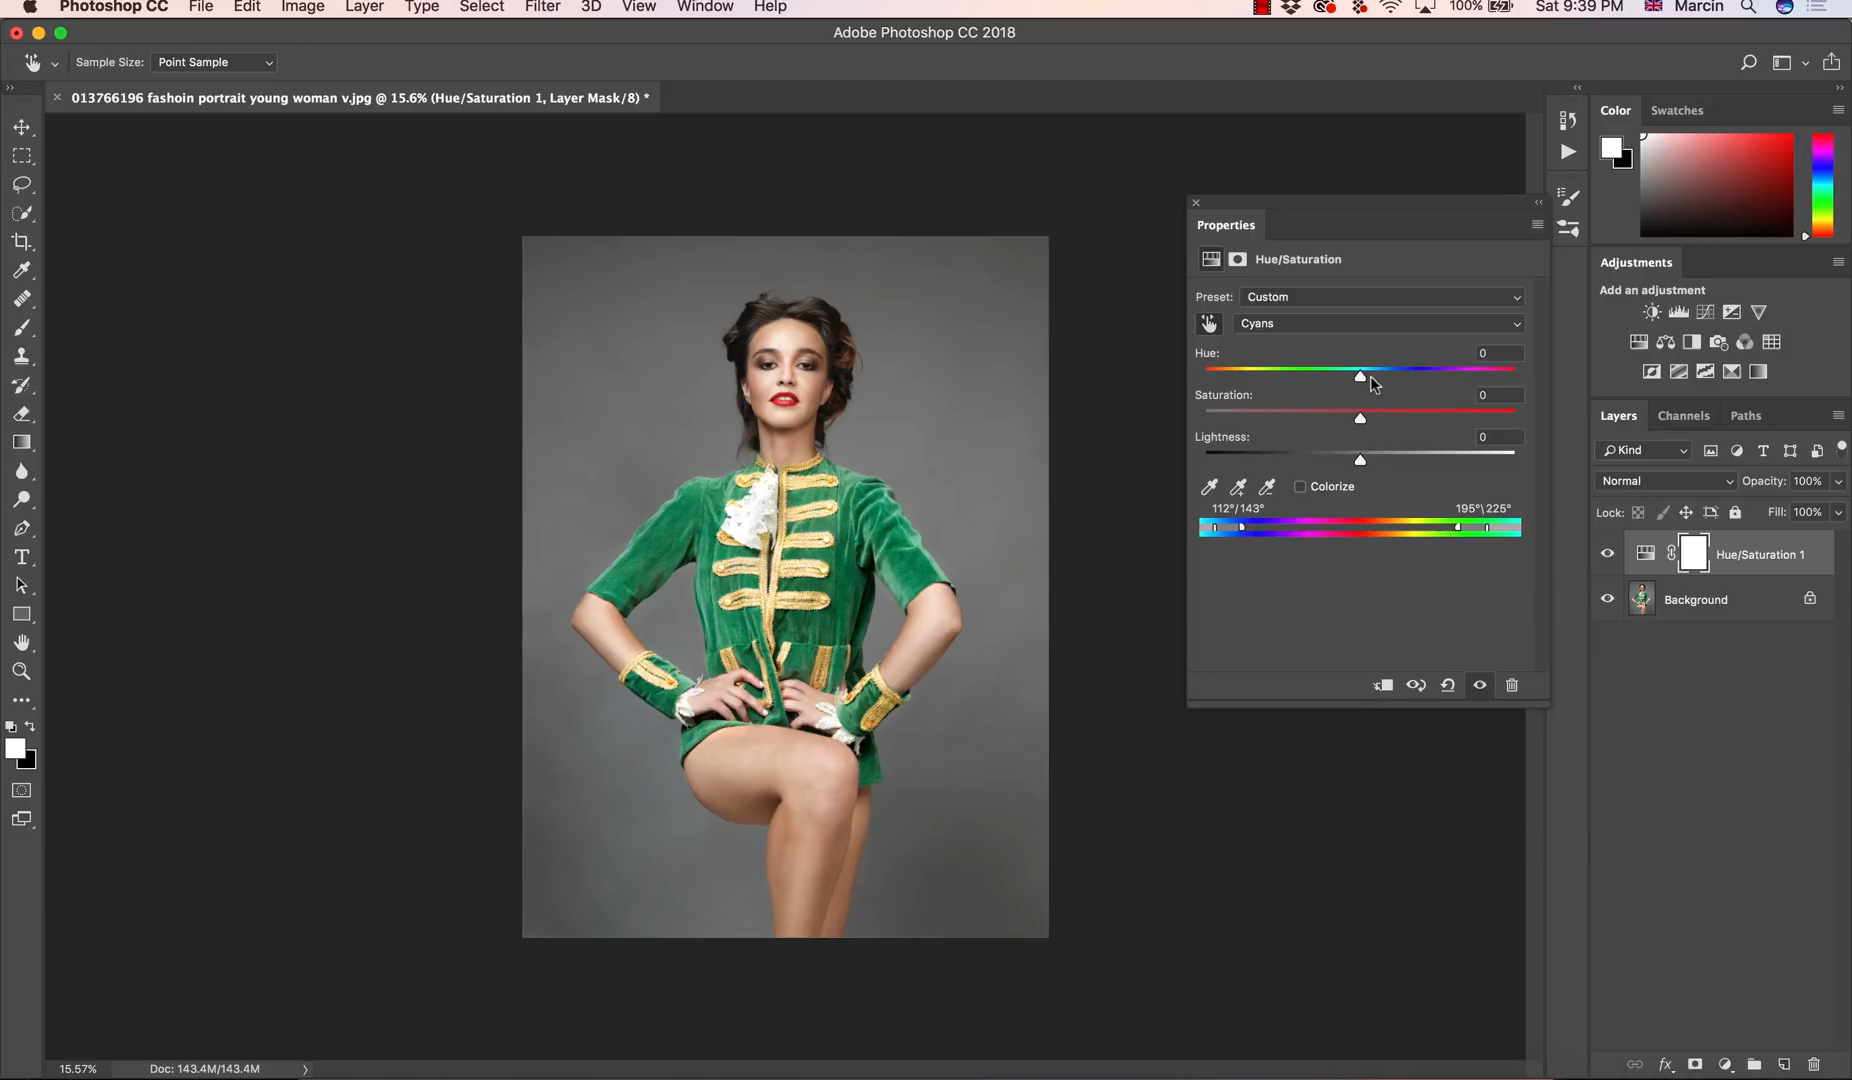 Photoshop CC File Edit Image Layer Type Select Filter 3D View Window Help 100% Sat 9:39 PM Marcin
Adobe Photoshop CC 2018
Sample Size: Point Sample
013766196 fashoin portrait young woman v.jpg @ 15.6% (Hue/Saturation 1, Layer Mask/8) *
Color Swatches
Properties
Hue/Saturation
Preset: Custom
Cyans
Hue: 0
Saturation: 0
Lightness: 0
Colorize
112°/143° 195°\225°
Adjustments
Add an adjustment
Layers Channels Paths
Kind
Normal Opacity: 100%
Lock: Fill: 100%
Hue/Saturation 1
Background
15.57% Doc: 143.4M/143.4M